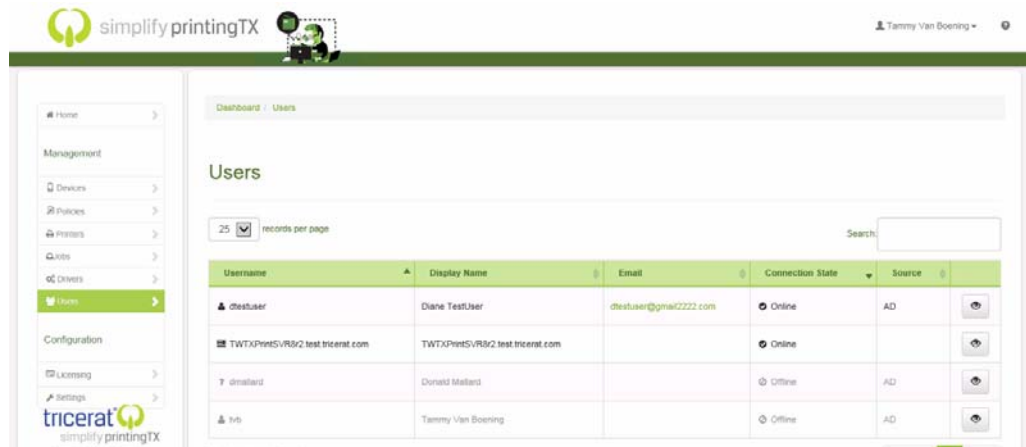 simplify printingTX
Tammy Van Boening
Dashboard / Users
Home
Management
Devices
Policies
Printers
Jobs
Drivers
Users
Configuration
Licensing
Settings
tricerat
simplify printingTX
Users
25 records per page
Search:
Username Display Name Email Connection State Source
dtestuser Diane TestUser dtestuser@gmail2222.com Online AD
TWTXPrintSVR8r2.test.tricerat.com TWTXPrintSVR8r2.test.tricerat.com Online
? dmallard Donald Mallard Offline AD
tvb Tammy Van Boening Offline AD